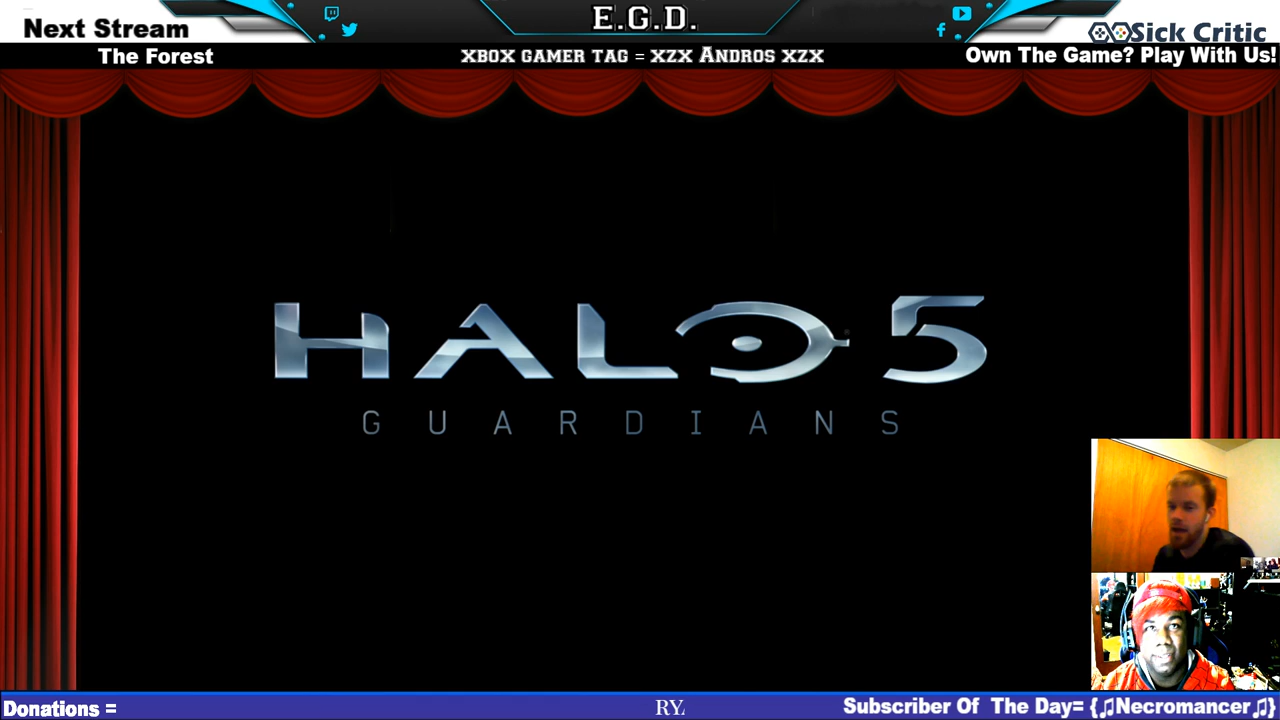 Next Stream
The Forest
E.G.D.
XBOX GAMER TAG = XZX ANDROS XZX
Sick Critic
Own The Game? Play With Us!
HALO 5
GUARDIANS
Donations =
RY.
Subscriber Of The Day= {♫Necromancer♫}